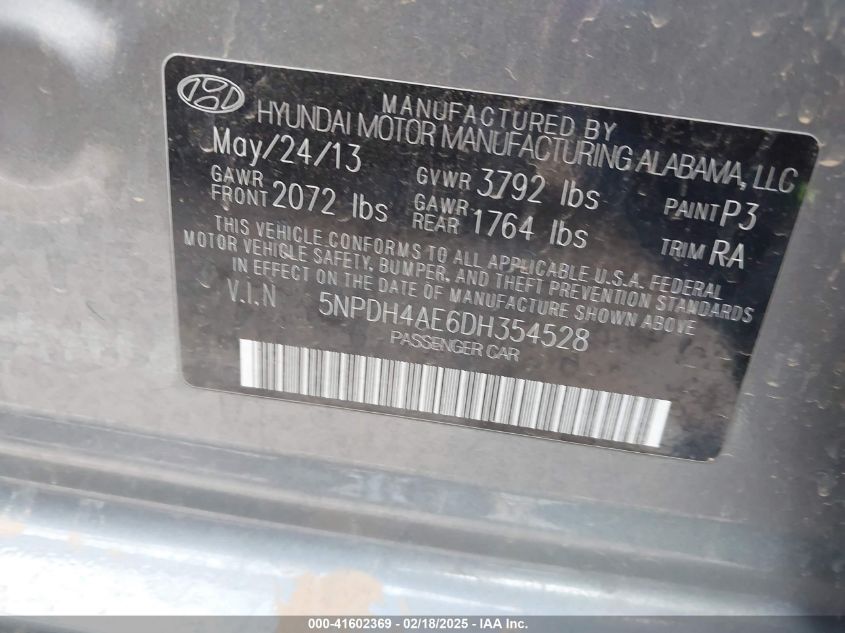 MANUFACTURED BY
HYUNDAI MOTOR MANUFACTURING ALABAMA, LLC
May/24/13
GAWR FRONT 2072 lbs
GVWR 3792 lbs
GAWR REAR 1764 lbs
PAINT P3
TRIM RA
THIS VEHICLE CONFORMS TO ALL APPLICABLE U.S.A. FEDERAL
MOTOR VEHICLE SAFETY, BUMPER, AND THEFT PREVENTION STANDARDS
IN EFFECT ON THE DATE OF MANUFACTURE SHOWN ABOVE
V.I.N 5NPDH4AE6DH354528
PASSENGER CAR
000-41602369 - 02/18/2025 - IAA Inc.